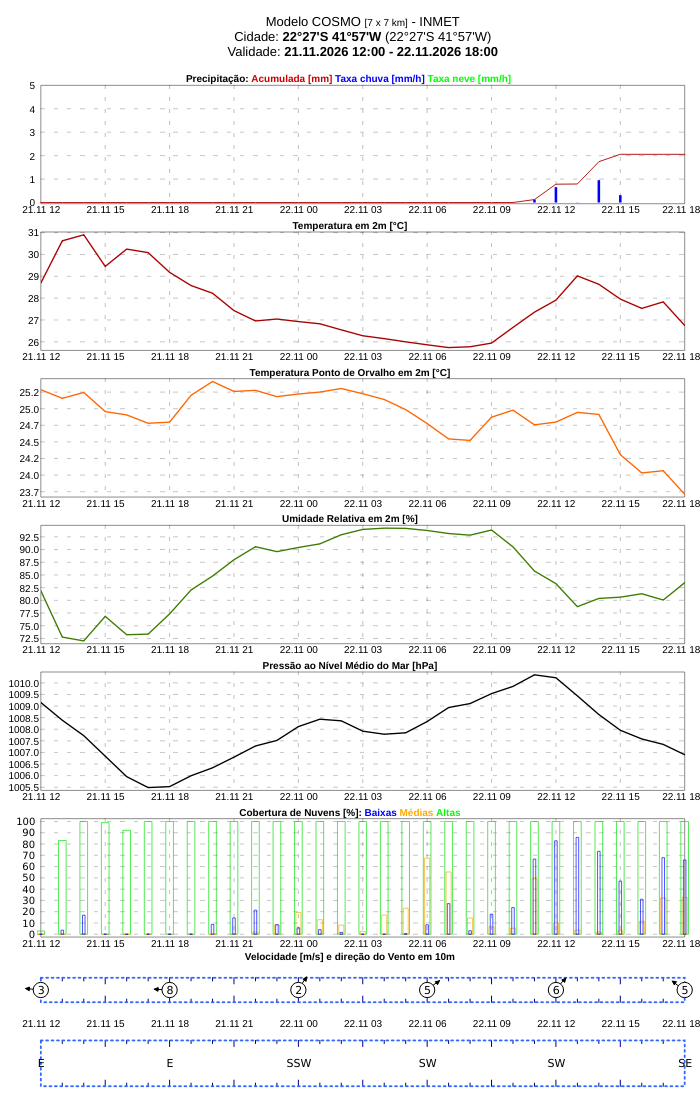 Modelo COSMO [7 x 7 km] - INMET
Cidade: 22°27'S 41°57'W (22°27'S 41°57'W)
Validade: 21.11.2026 12:00 - 22.11.2026 18:00
Precipitação: Acumulada [mm] Taxa chuva [mm/h] Taxa neve [mm/h]
5
4
3
2
1
0
21.11 12 21.11 15 21.11 18 21.11 21 22.11 00 22.11 03 22.11 06 22.11 09 22.11 12 22.11 15 22.11 18
Temperatura em 2m [°C]
31
30
29
28
27
26
21.11 12 21.11 15 21.11 18 21.11 21 22.11 00 22.11 03 22.11 06 22.11 09 22.11 12 22.11 15 22.11 18
Temperatura Ponto de Orvalho em 2m [°C]
25.2
25.0
24.7
24.5
24.2
24.0
23.7
21.11 12 21.11 15 21.11 18 21.11 21 22.11 00 22.11 03 22.11 06 22.11 09 22.11 12 22.11 15 22.11 18
Umidade Relativa em 2m [%]
92.5
90.0
87.5
85.0
82.5
80.0
77.5
75.0
72.5
21.11 12 21.11 15 21.11 18 21.11 21 22.11 00 22.11 03 22.11 06 22.11 09 22.11 12 22.11 15 22.11 18
Pressão ao Nível Médio do Mar [hPa]
1010.0
1009.5
1009.0
1008.5
1008.0
1007.5
1007.0
1006.5
1006.0
1005.5
21.11 12 21.11 15 21.11 18 21.11 21 22.11 00 22.11 03 22.11 06 22.11 09 22.11 12 22.11 15 22.11 18
Cobertura de Nuvens [%]: Baixas Médias Altas
100
90
80
70
60
50
40
30
20
10
0
21.11 12 21.11 15 21.11 18 21.11 21 22.11 00 22.11 03 22.11 06 22.11 09 22.11 12 22.11 15 22.11 18
Velocidade [m/s] e direção do Vento em 10m
3 8 2 5 6 5
21.11 12 21.11 15 21.11 18 21.11 21 22.11 00 22.11 03 22.11 06 22.11 09 22.11 12 22.11 15 22.11 18
E E SSW SW SW SE